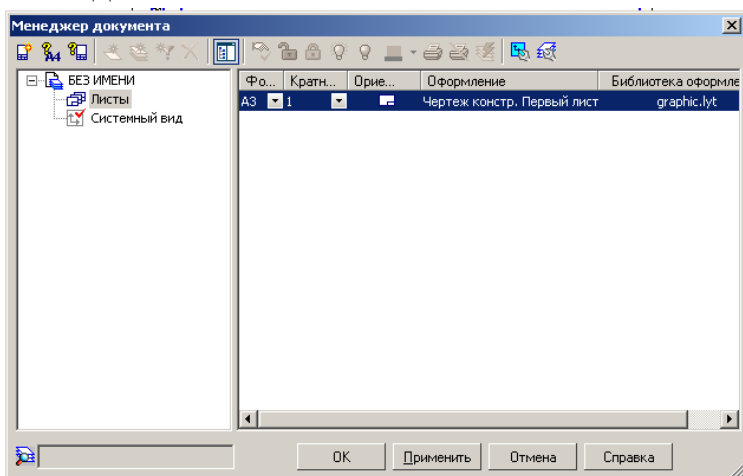 Менеджер документа
БЕЗ ИМЕНИ
Листы
Системный вид
Фо... Кратн... Орие... Оформление Библиотека оформле
А3 1 Чертеж констр. Первый лист graphic.lyt
OK Применить Отмена Справка